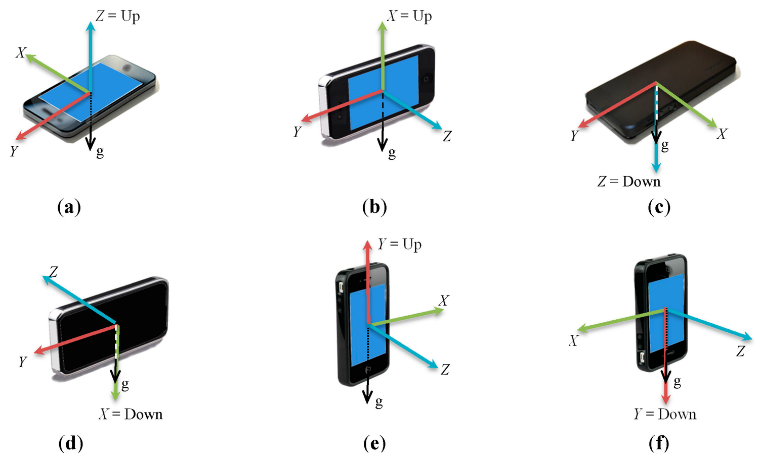 Z = Up
X
Y
g
(a)
X = Up
Y
Z
g
(b)
Y
X
Z = Down
g
(c)
Z
Y
g
X = Down
(d)
Y = Up
X
Z
g
(e)
X
Z
g
Y = Down
(f)